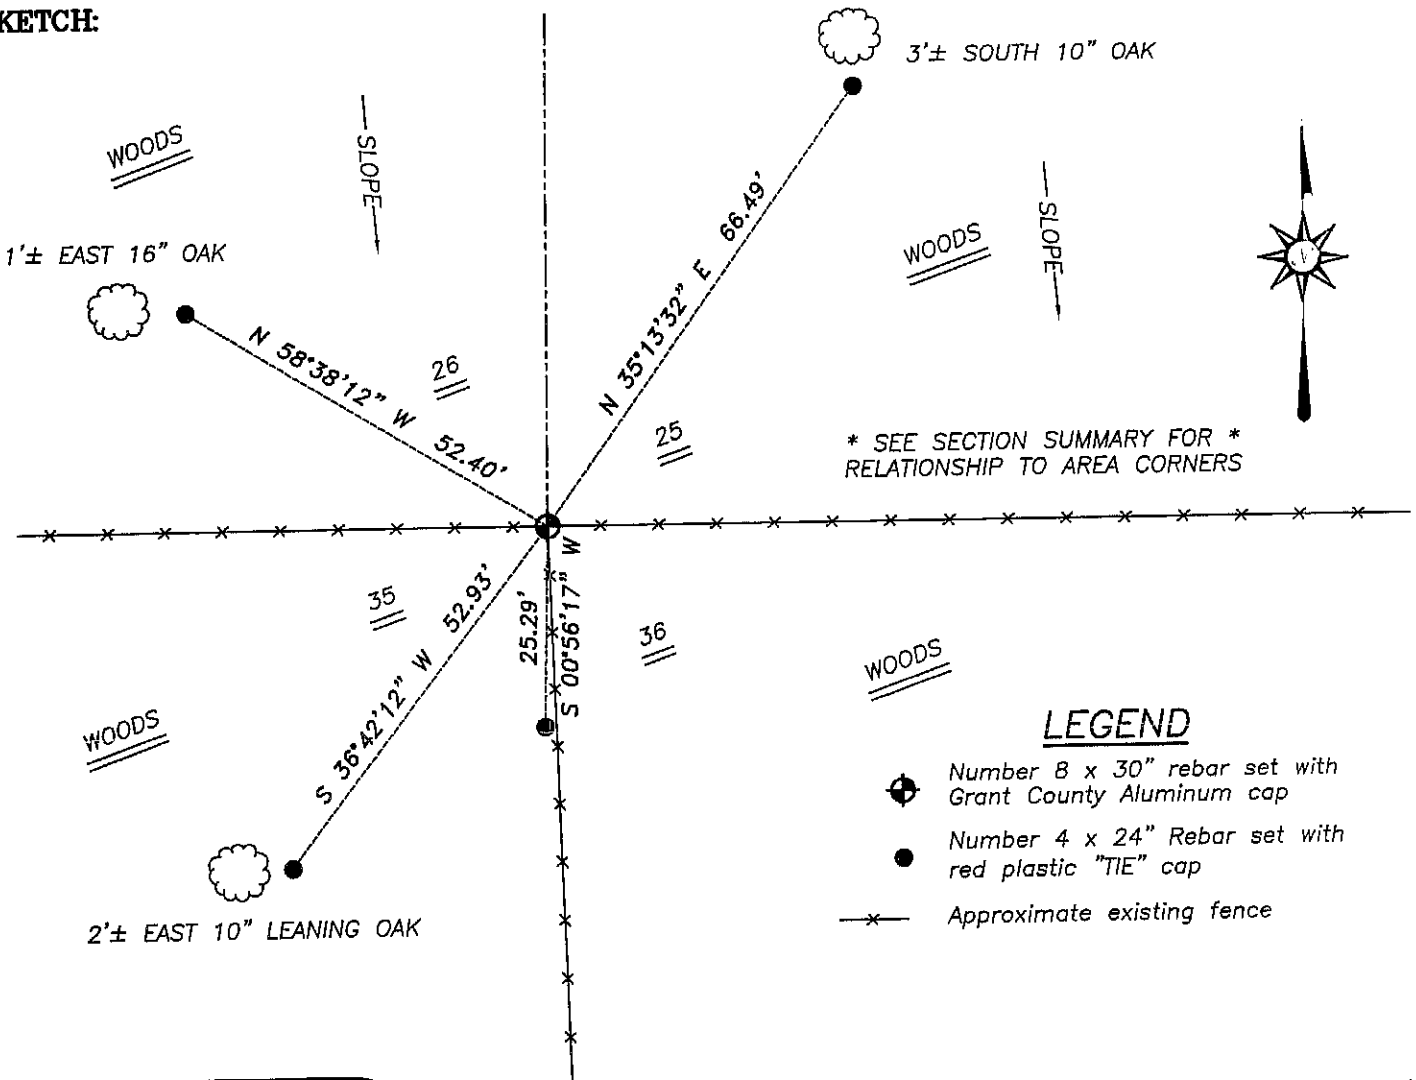 KETCH:
3'± SOUTH 10" OAK
WOODS
SLOPE
SLOPE
1'± EAST 16" OAK
WOODS
N 35°13'32" E 66.49'
N 58°38'12" W 52.40'
26
25
* SEE SECTION SUMMARY FOR *
RELATIONSHIP TO AREA CORNERS
35
36
S 36°42'12" W 52.93'
25.29'
S 00°56'17" W
WOODS
WOODS
2'± EAST 10" LEANING OAK
LEGEND
Number 8 x 30" rebar set with
Grant County Aluminum cap
Number 4 x 24" Rebar set with
red plastic "TIE" cap
Approximate existing fence